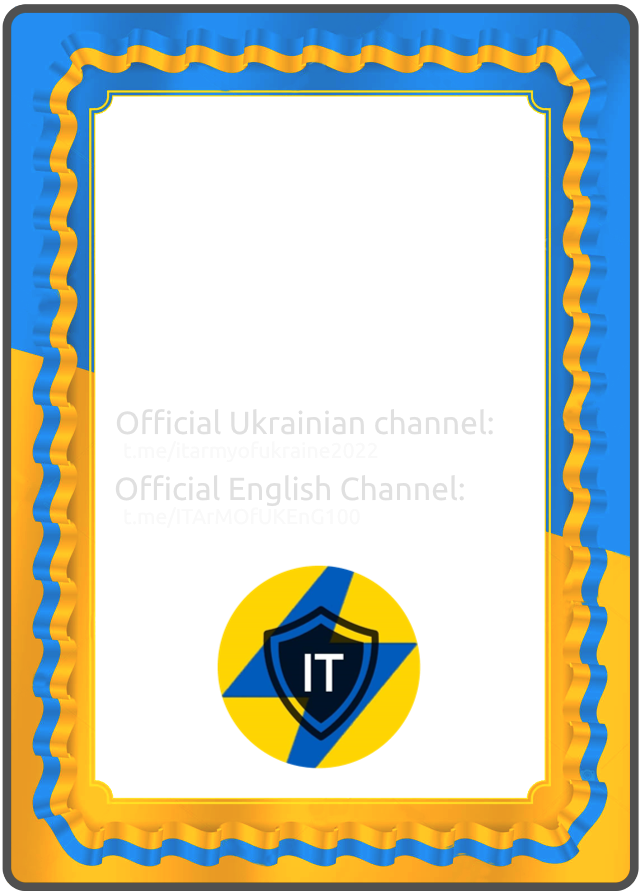 Official Ukrainian channel:
t.me/itarmyofukraine2022
Official English Channel:
t.me/ITArMOfUKEnG100
IT